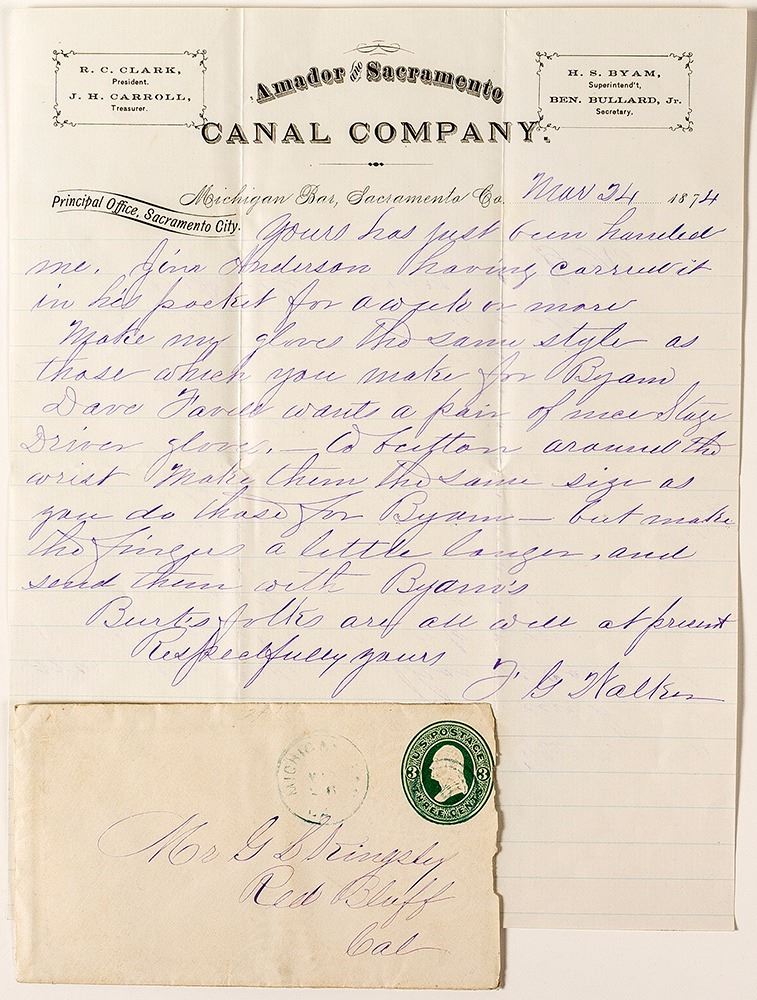 R. C. CLARK,
President.
J. H. CARROLL,
Treasurer.
Amador and Sacramento
CANAL COMPANY.
H. S. BYAM,
Superintend't,
BEN. BULLARD, Jr.
Secretary.
Principal Office, Sacramento City.
Michigan Bar, Sacramento Co. Mar 24 1874
Yours has just been handed
me. Jim Anderson having carried it
in his pocket for a week or more
Make my gloves the same style as
those which you make for Byam
Dave wants a pair of nice Stage
Driver gloves. — to button around the
wrist Make them the same size as
you do those for Byam — but make
the fingers a little longer, and
send them with Byam's
Burtis folks are all well at present
Respectfully yours J. G. Walker
U.S. POSTAGE
3 3
MICHIGAN
Mr G L Kingsly
Red Bluff
Cal